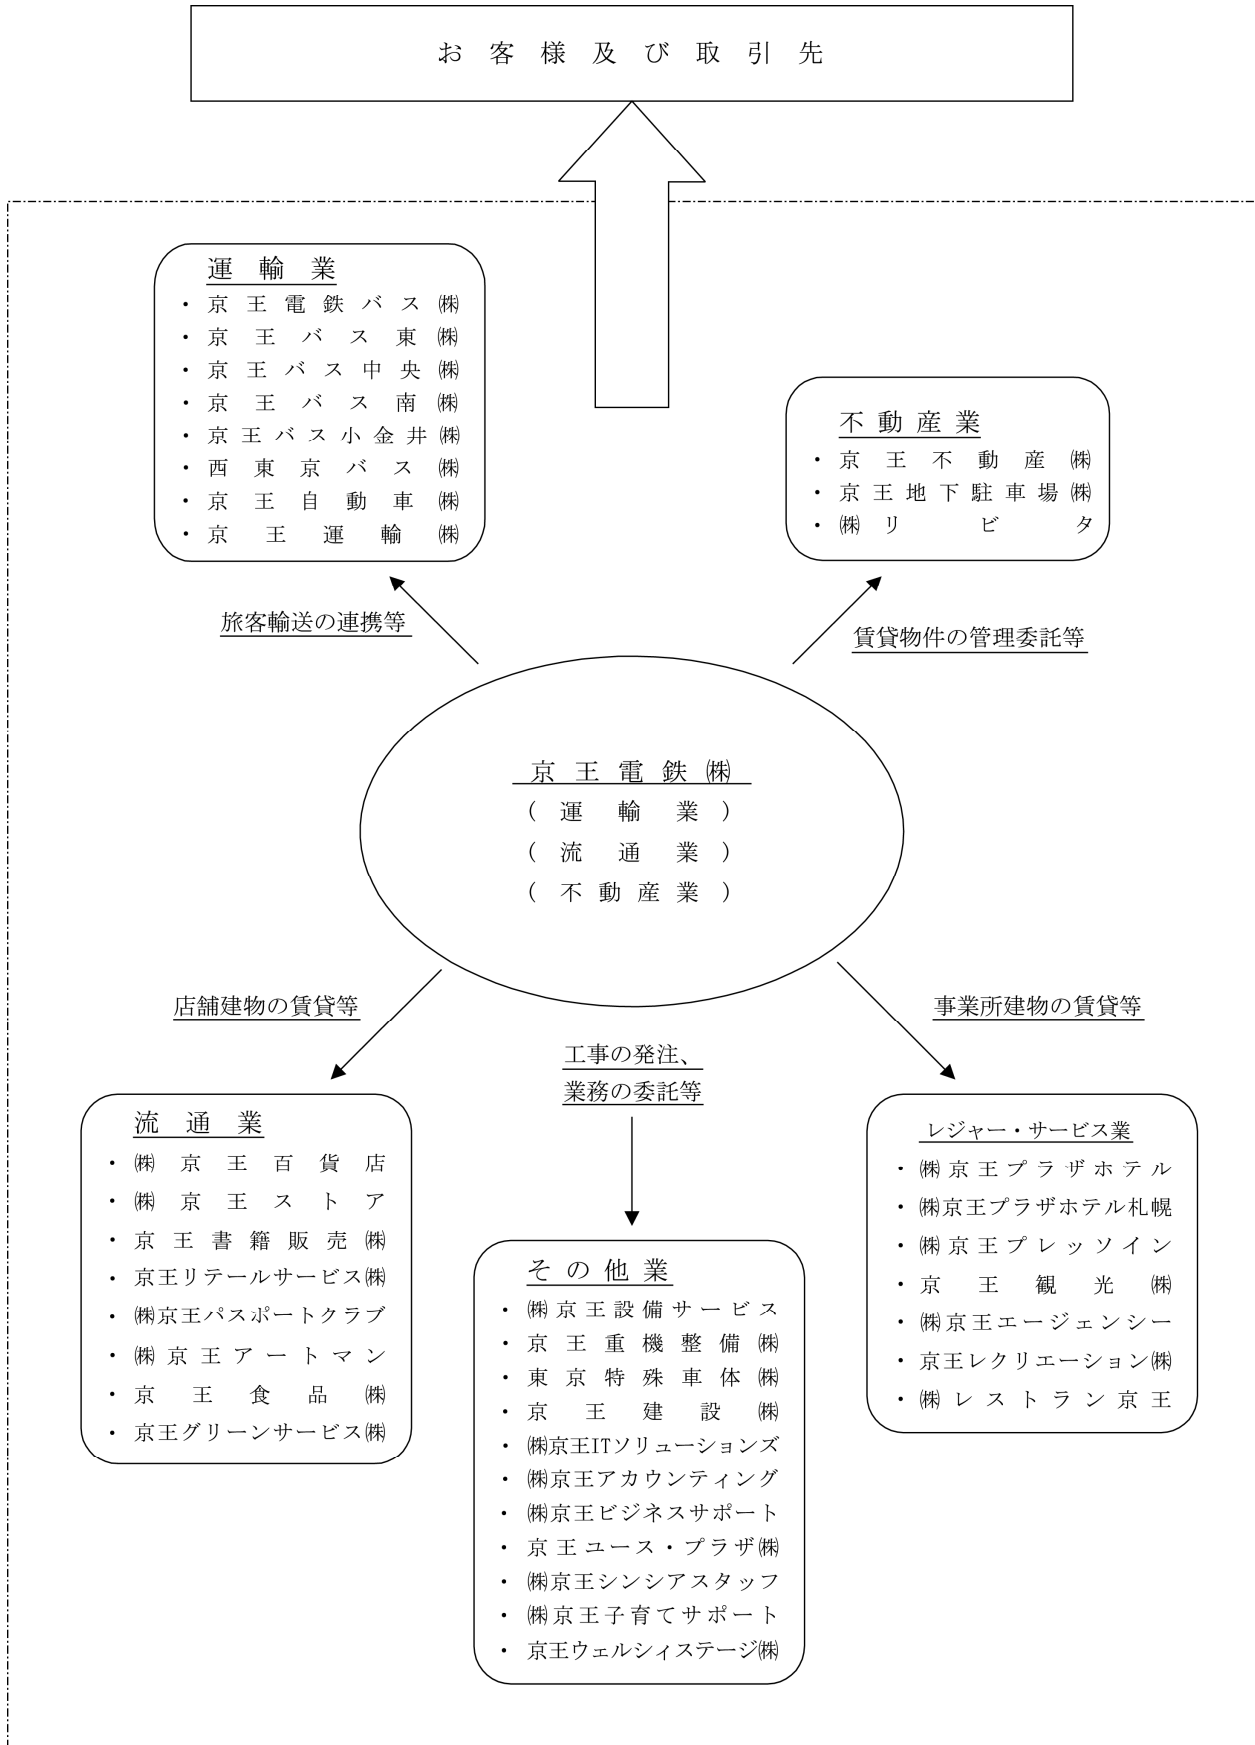 お客様及び取引先
運輸業
・京王電鉄バス㈱
・京王バス東㈱
・京王バス中央㈱
・京王バス南㈱
・京王バス小金井㈱
・西東京バス㈱
・京王自動車㈱
・京王運輸㈱
不動産業
・京王不動産㈱
・京王地下駐車場㈱
・㈱リビタ
旅客輸送の連携等
賃貸物件の管理委託等
京王電鉄㈱
(運輸業)
(流通業)
(不動産業)
店舗建物の賃貸等
工事の発注、
業務の委託等
事業所建物の賃貸等
流通業
・㈱京王百貨店
・㈱京王ストア
・京王書籍販売㈱
・京王リテールサービス㈱
・㈱京王パスポートクラブ
・㈱京王アートマン
・京王食品㈱
・京王グリーンサービス㈱
その他業
・㈱京王設備サービス
・京王重機整備㈱
・東京特殊車体㈱
・京王建設㈱
・㈱京王ITソリューションズ
・㈱京王アカウンティング
・㈱京王ビジネスサポート
・京王ユース・プラザ㈱
・㈱京王シンシアスタッフ
・㈱京王子育てサポート
・京王ウェルシィステージ㈱
レジャー・サービス業
・㈱京王プラザホテル
・㈱京王プラザホテル札幌
・㈱京王プレッソイン
・京王観光㈱
・㈱京王エージェンシー
・京王レクリエーション㈱
・㈱レストラン京王